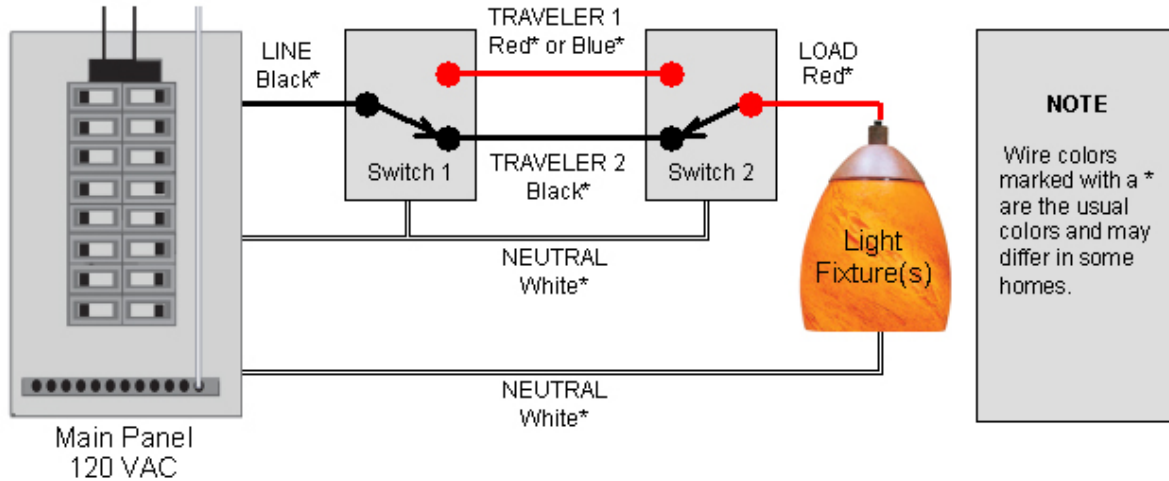 TRAVELER 1
Red* or Blue*
LINE
Black*
LOAD
Red*
Switch 1
Switch 2
TRAVELER 2
Black*
NEUTRAL
White*
Light
Fixture(s)
NEUTRAL
White*
Main Panel
120 VAC
NOTE
Wire colors
marked with a *
are the usual
colors and may
differ in some
homes.